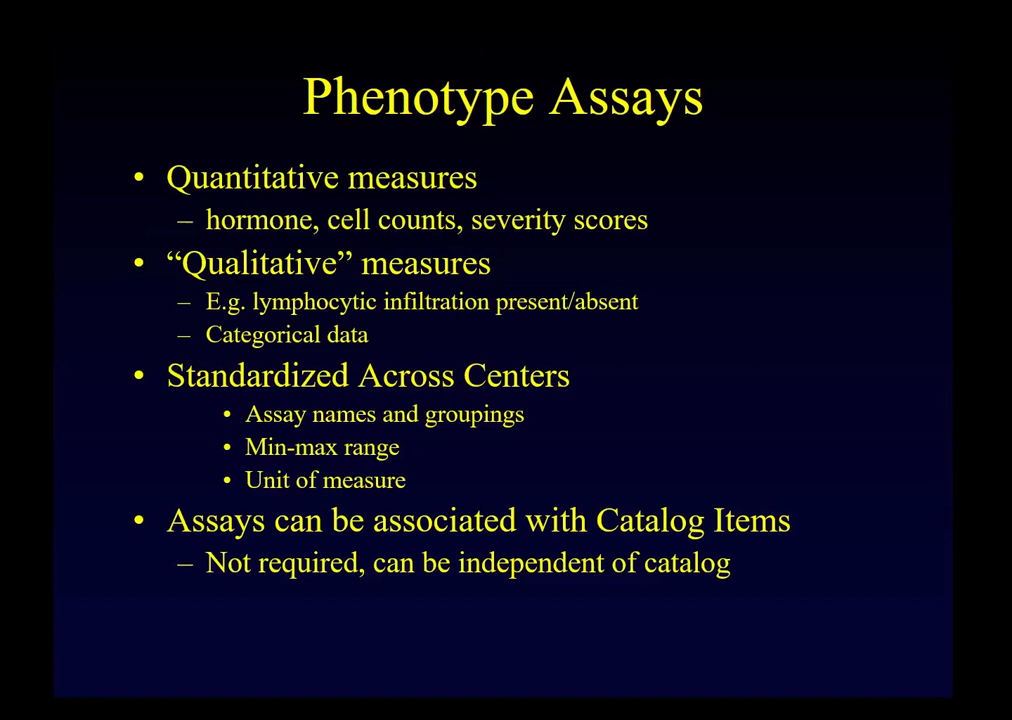 Phenotype Assays
• Quantitative measures
– hormone, cell counts, severity scores
• “Qualitative” measures
– E.g. lymphocytic infiltration present/absent
– Categorical data
• Standardized Across Centers
• Assay names and groupings
• Min-max range
• Unit of measure
• Assays can be associated with Catalog Items
– Not required, can be independent of catalog